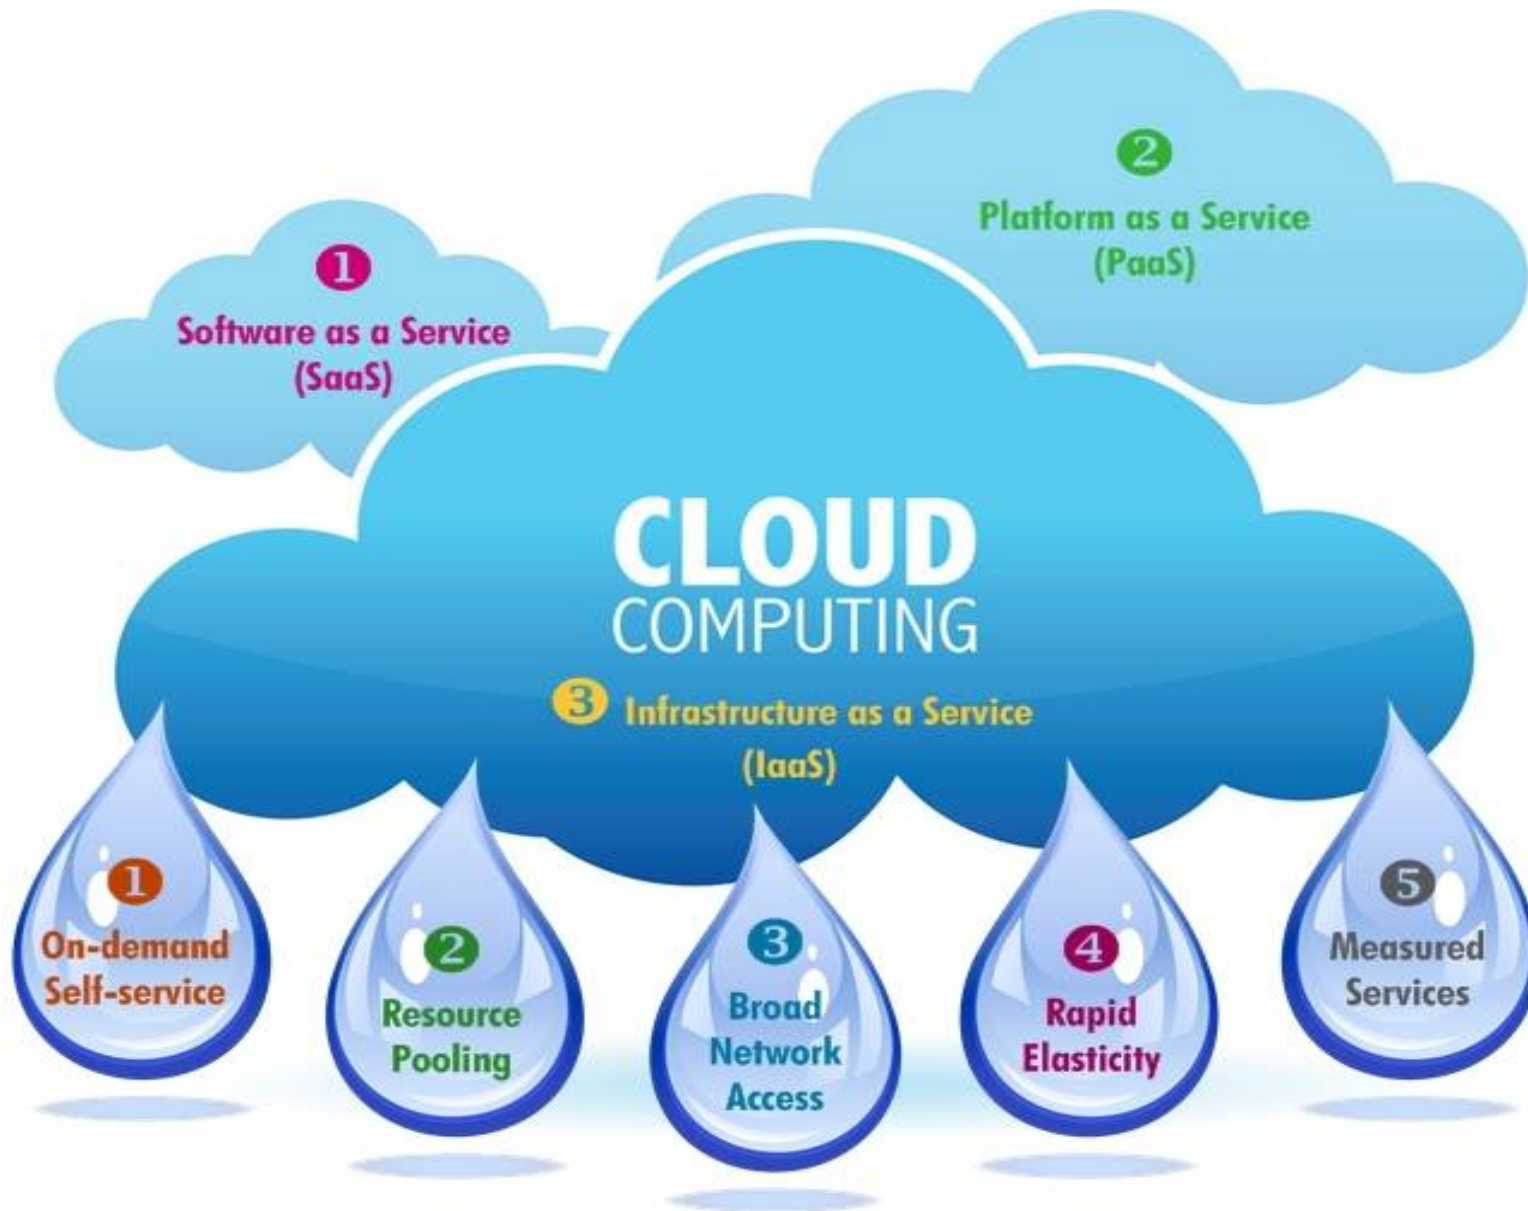 2
Platform as a Service
(PaaS)
1
Software as a Service
(SaaS)
CLOUD
COMPUTING
3 Infrastructure as a Service
(IaaS)
1
On-demand
Self-service
2
Resource
Pooling
3
Broad
Network
Access
4
Rapid
Elasticity
5
Measured
Services